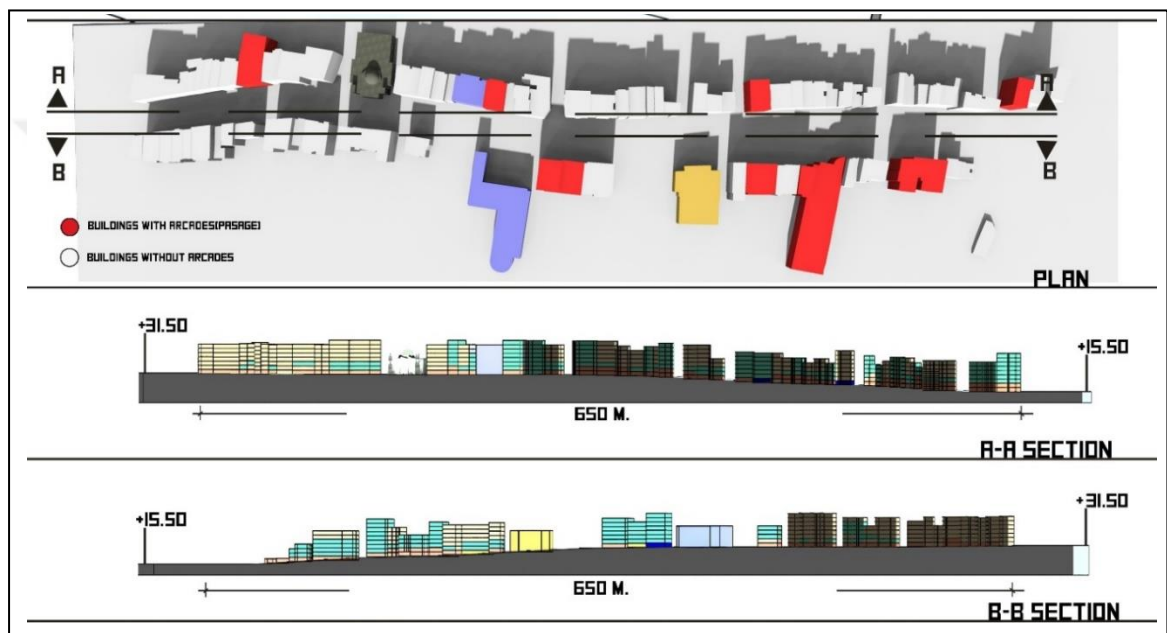 A
A
B
B
BUILDINGS WITH ARCADES(PASAGE)
BUILDINGS WITHOUT ARCADES
PLAN
+31.50
+15.50
650 M.
A-A SECTION
+15.50
+31.50
650 M.
B-B SECTION